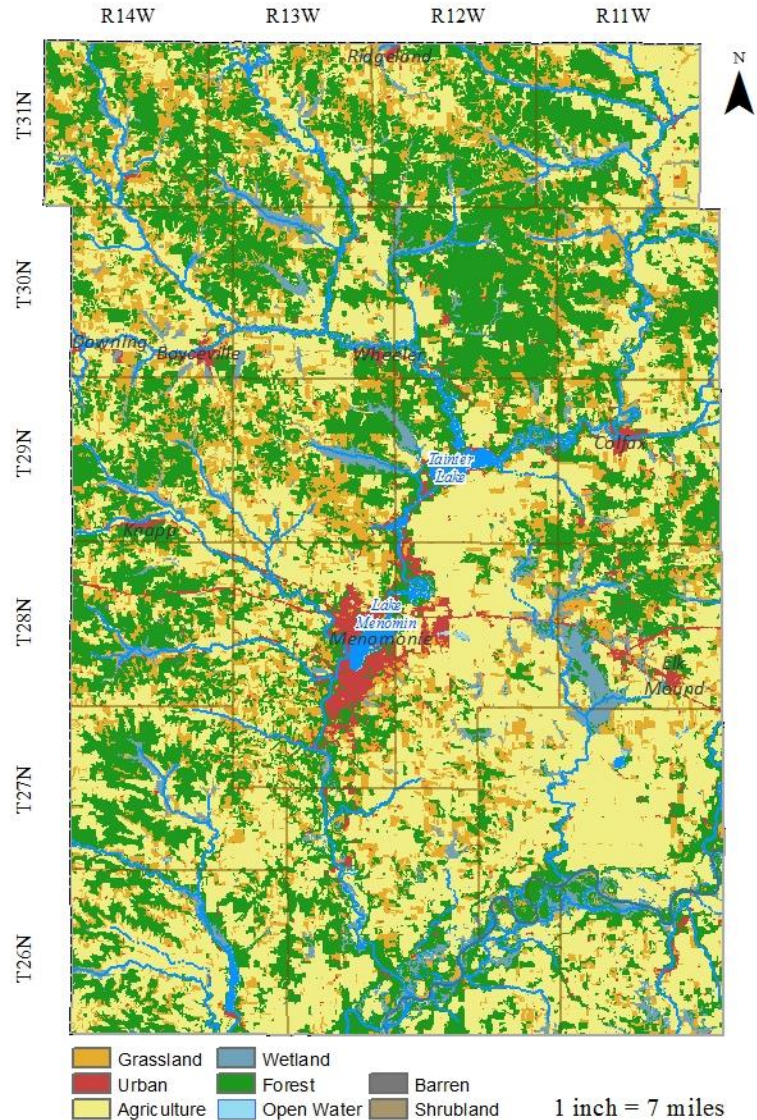 R14W R13W R12W R11W
N
Ridgeland
T31N
T30N
Downing
Boyceville
Wheeler
T29N
Colfax
Tainter
Lake
Knapp
T28N
Lake
Menomin
Menomonie
Elk
Mound
T27N
T26N
Grassland Wetland
Urban Forest Barren
Agriculture Open Water Shrubland 1 inch = 7 miles